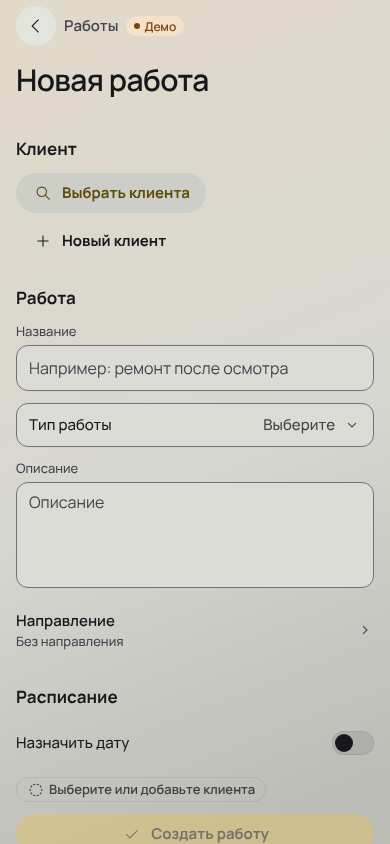 Работы Демо
Новая работа
Клиент
Выбрать клиента
Новый клиент
Работа
Название
Например: ремонт после осмотра
Тип работы Выберите
Описание
Описание
Направление
Без направления
Расписание
Назначить дату
Выберите или добавьте клиента
Создать работу